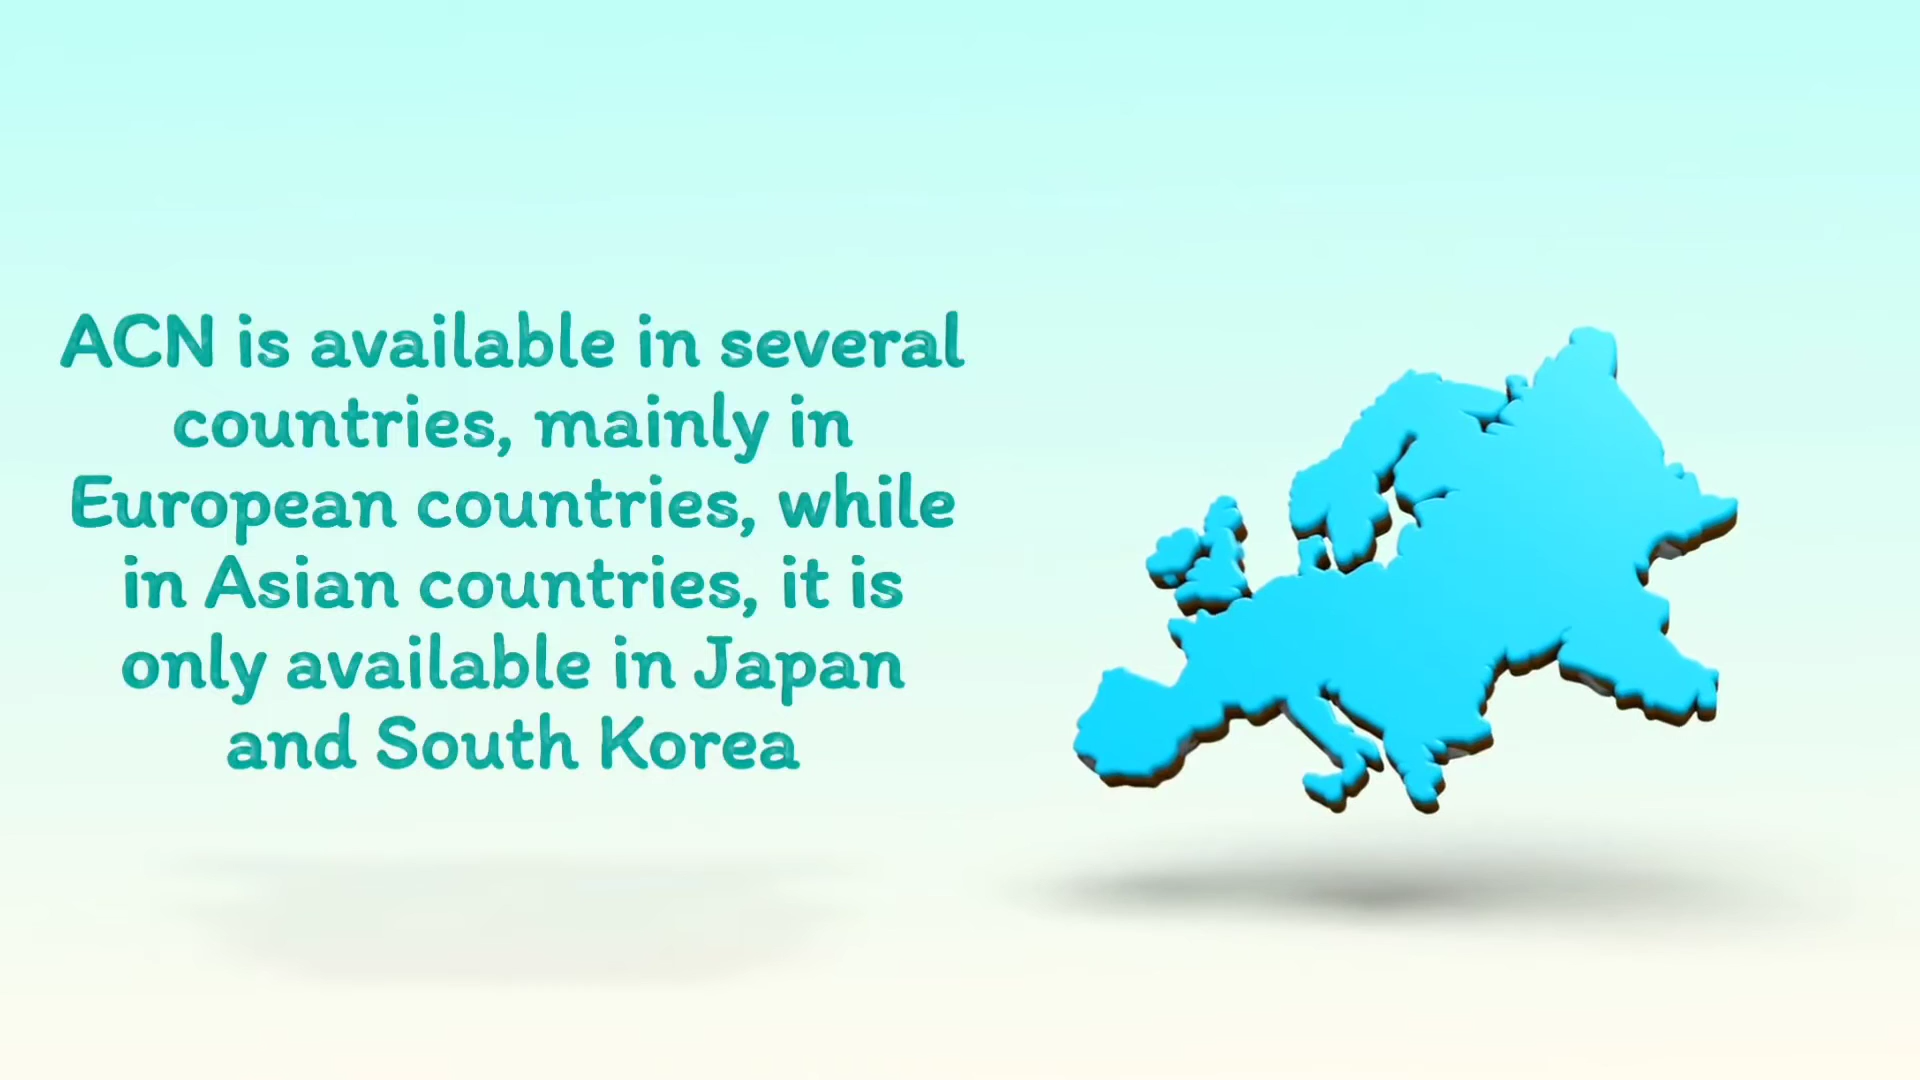 ACN is available in several
countries, mainly in
European countries, while
in Asian countries, it is
only available in Japan
and South Korea